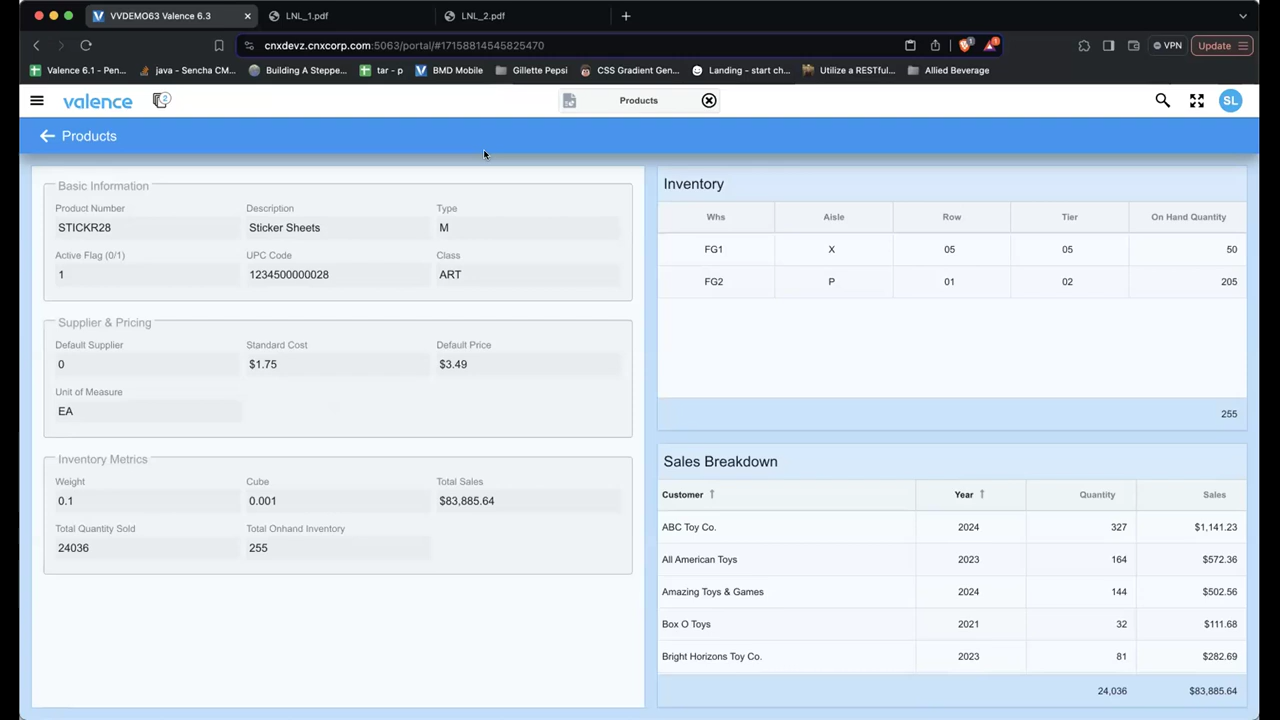 VVDEMO63 Valence 6.3
LNL_1.pdf
LNL_2.pdf
cnxdevz.cnxcorp.com:5063/portal/#17158814545825470
1
1
VPN
Update
Valence 6.1 - Pen...
java - Sencha CM...
Building A Steppe...
tar - p
BMD Mobile
Gillette Pepsi
CSS Gradient Gen...
Landing - start ch...
Utilize a RESTful...
Allied Beverage
valence
2
Products
SL
Products
Basic Information
Product Number
Description
Type
STICKR28
Sticker Sheets
M
Active Flag (0/1)
UPC Code
Class
1
1234500000028
ART
Supplier & Pricing
Default Supplier
Standard Cost
Default Price
0
$1.75
$3.49
Unit of Measure
EA
Inventory Metrics
Weight
Cube
Total Sales
0.1
0.001
$83,885.64
Total Quantity Sold
Total Onhand Inventory
24036
255
Inventory
Whs Aisle Row Tier On Hand Quantity
FG1 X 05 05 50
FG2 P 01 02 205
255
Sales Breakdown
Customer Year Quantity Sales
ABC Toy Co. 2024 327 $1,141.23
All American Toys 2023 164 $572.36
Amazing Toys & Games 2024 144 $502.56
Box O Toys 2021 32 $111.68
Bright Horizons Toy Co. 2023 81 $282.69
24,036 $83,885.64